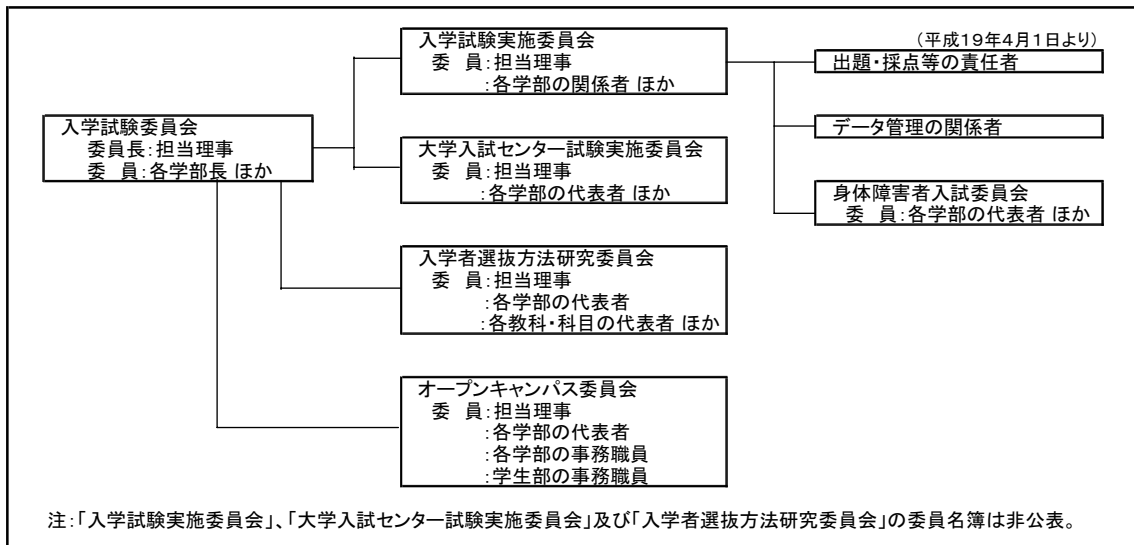 (平成19年4月1日より)
入学試験委員会
委員長:担当理事
委 員:各学部長 ほか
入学試験実施委員会
委 員:担当理事
:各学部の関係者 ほか
大学入試センター試験実施委員会
委 員:担当理事
:各学部の代表者 ほか
入学者選抜方法研究委員会
委 員:担当理事
:各学部の代表者
:各教科・科目の代表者 ほか
オープンキャンパス委員会
委 員:担当理事
:各学部の代表者
:各学部の事務職員
:学生部の事務職員
出題・採点等の責任者
データ管理の関係者
身体障害者入試委員会
委 員:各学部の代表者 ほか
注:「入学試験実施委員会」、「大学入試センター試験実施委員会」及び「入学者選抜方法研究委員会」の委員名簿は非公表。